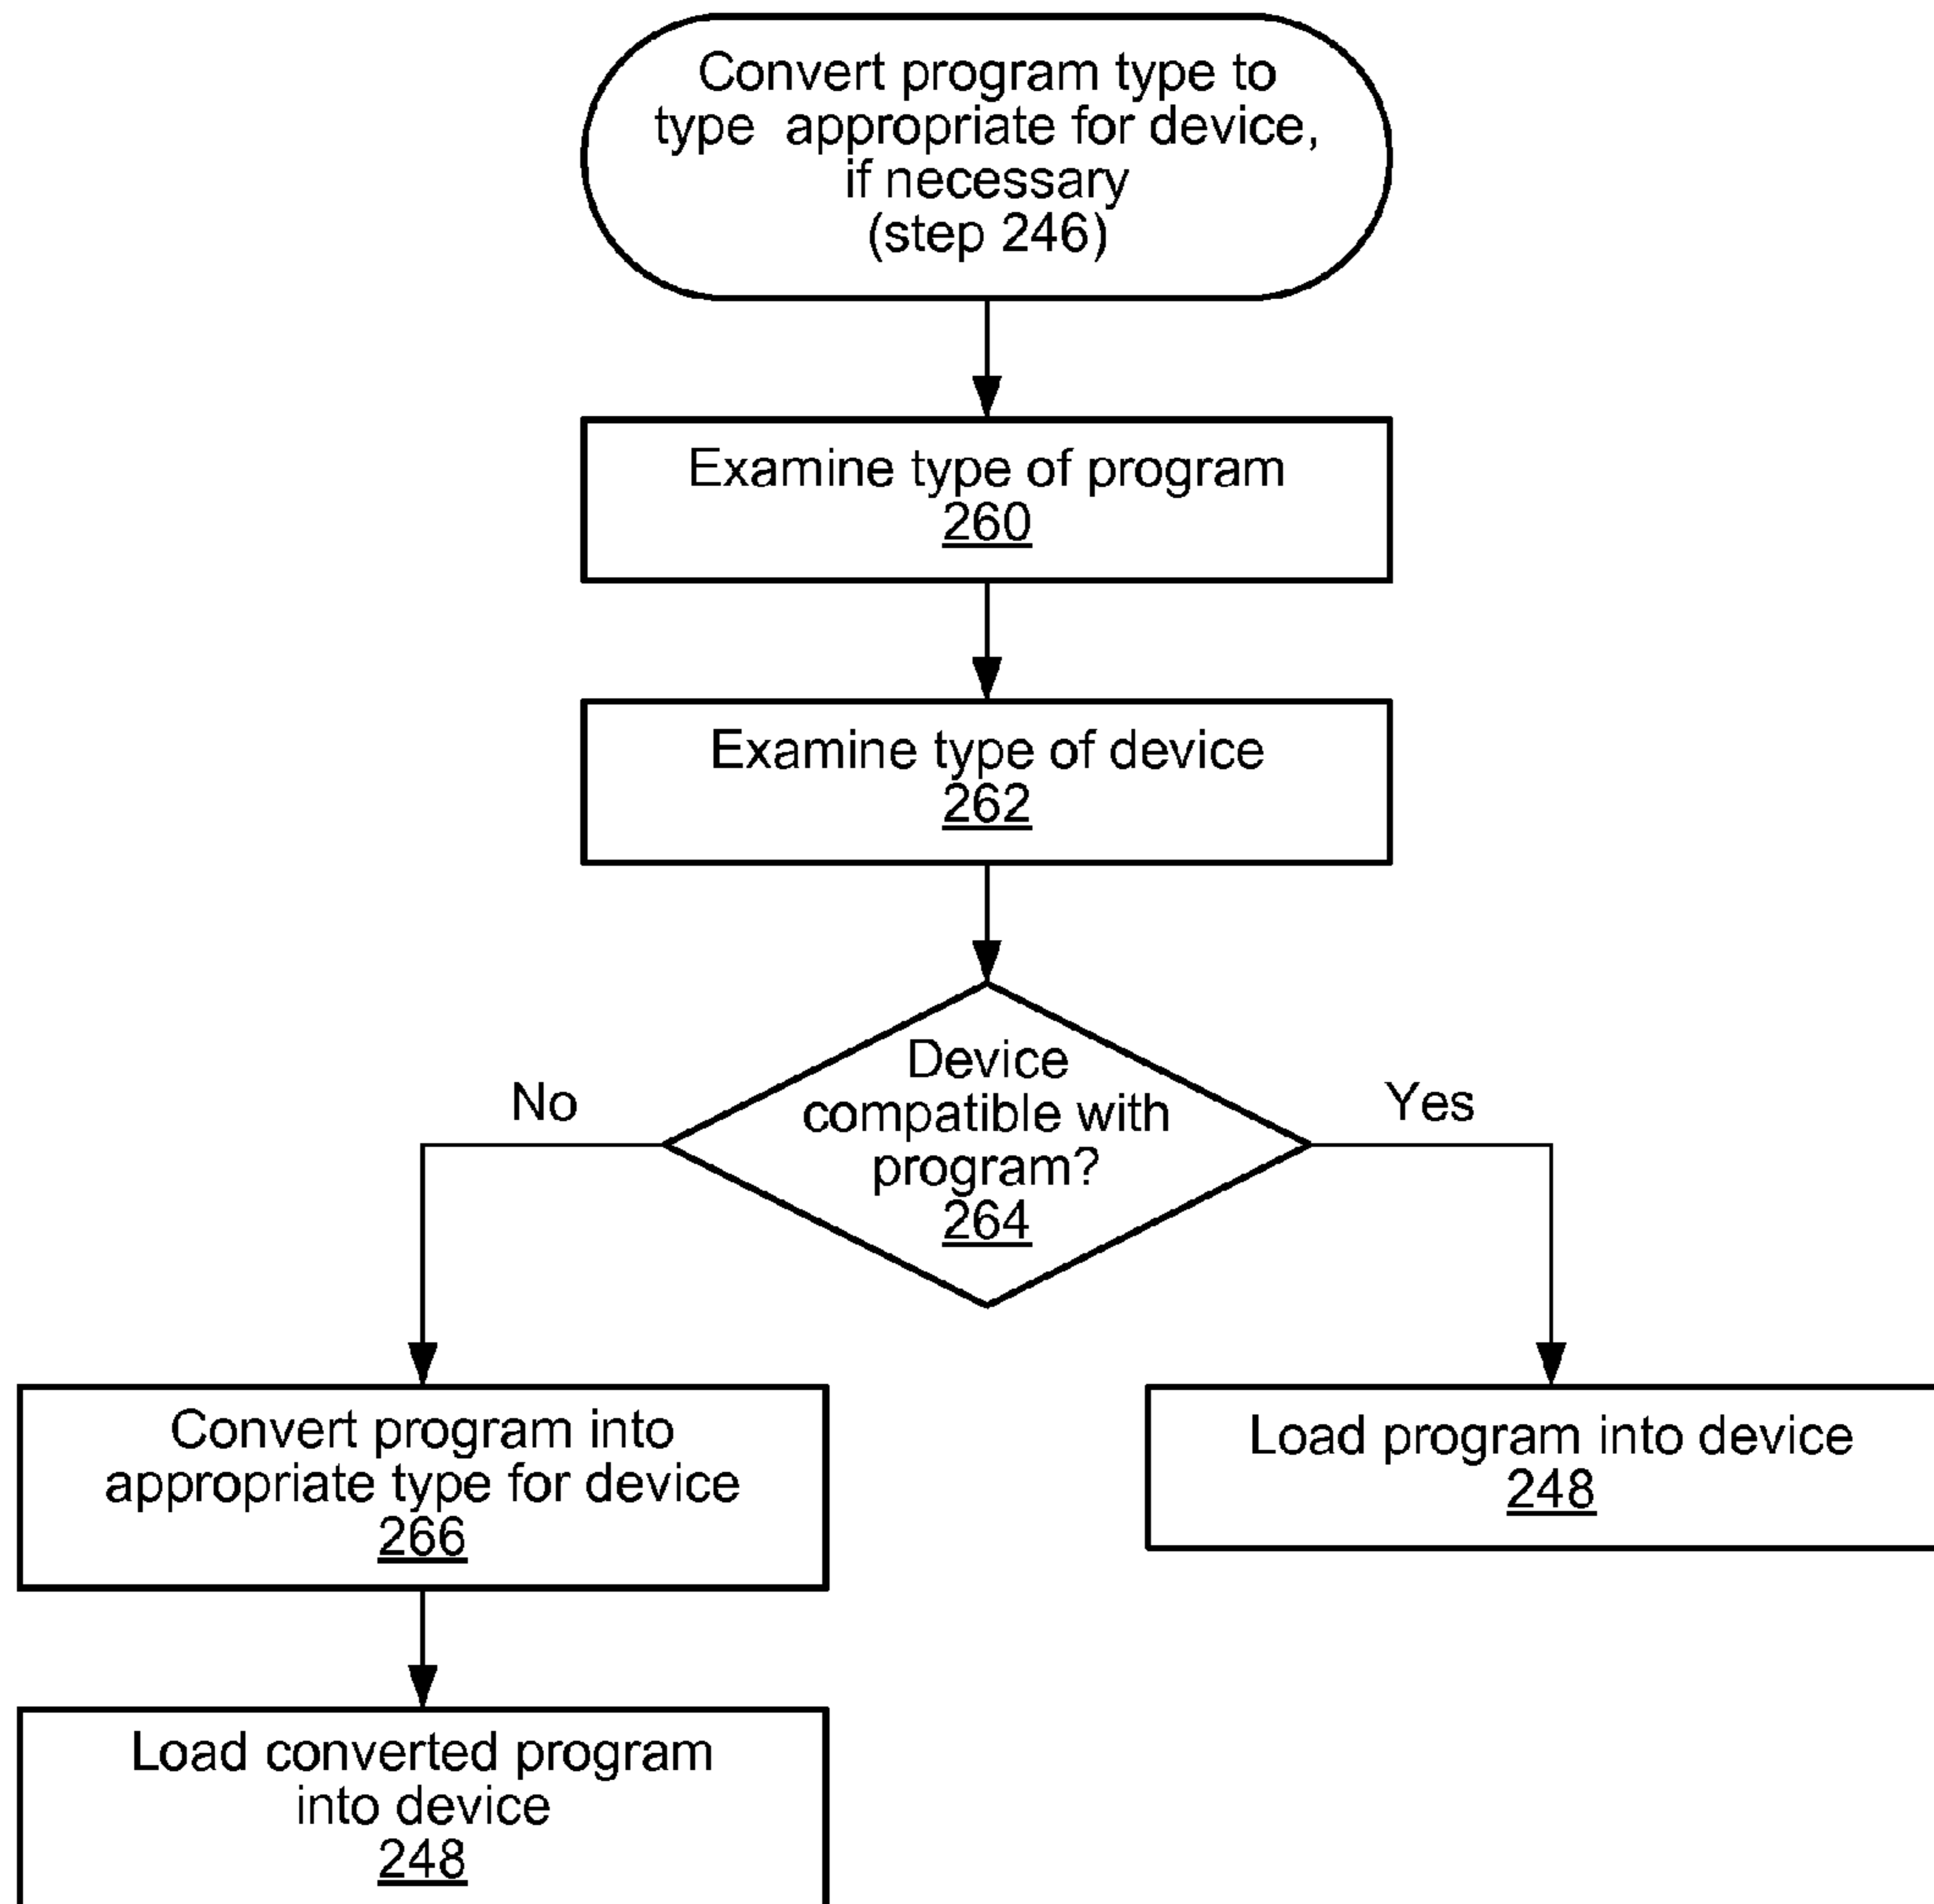 Convert program type to
type appropriate for device,
if necessary
(step 246)
Examine type of program
260
Examine type of device
262
Device
compatible with
program?
264
No
Yes
Convert program into
appropriate type for device
266
Load program into device
248
Load converted program
into device
248